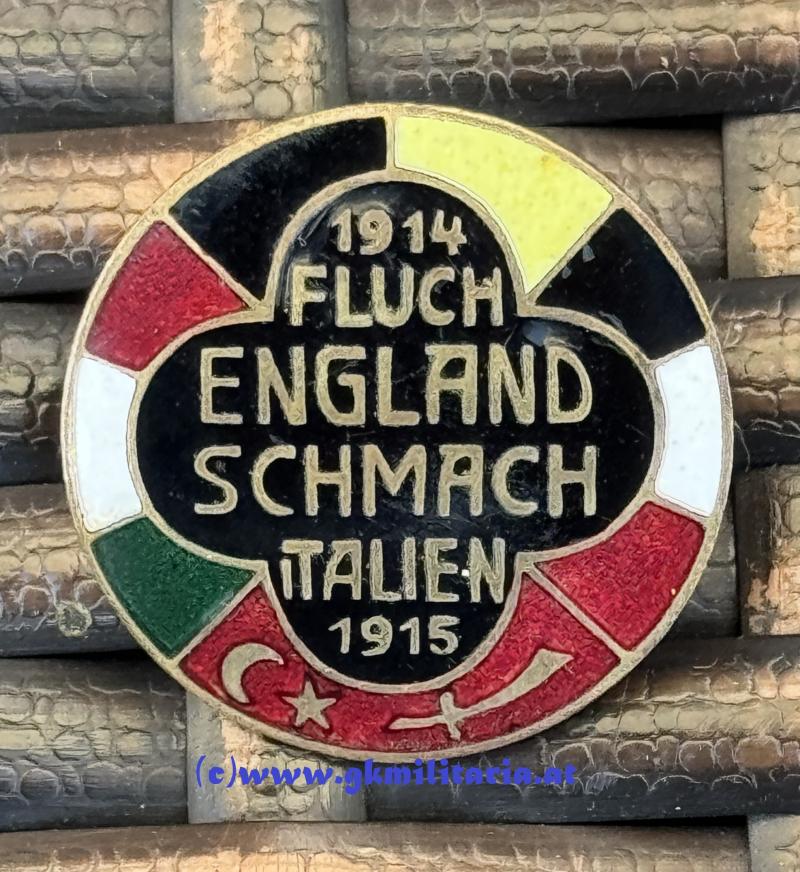 1914
FLUCH
ENGLAND
SCHMACH
ITALIEN
1915
(c)www.gkmilitaria.at